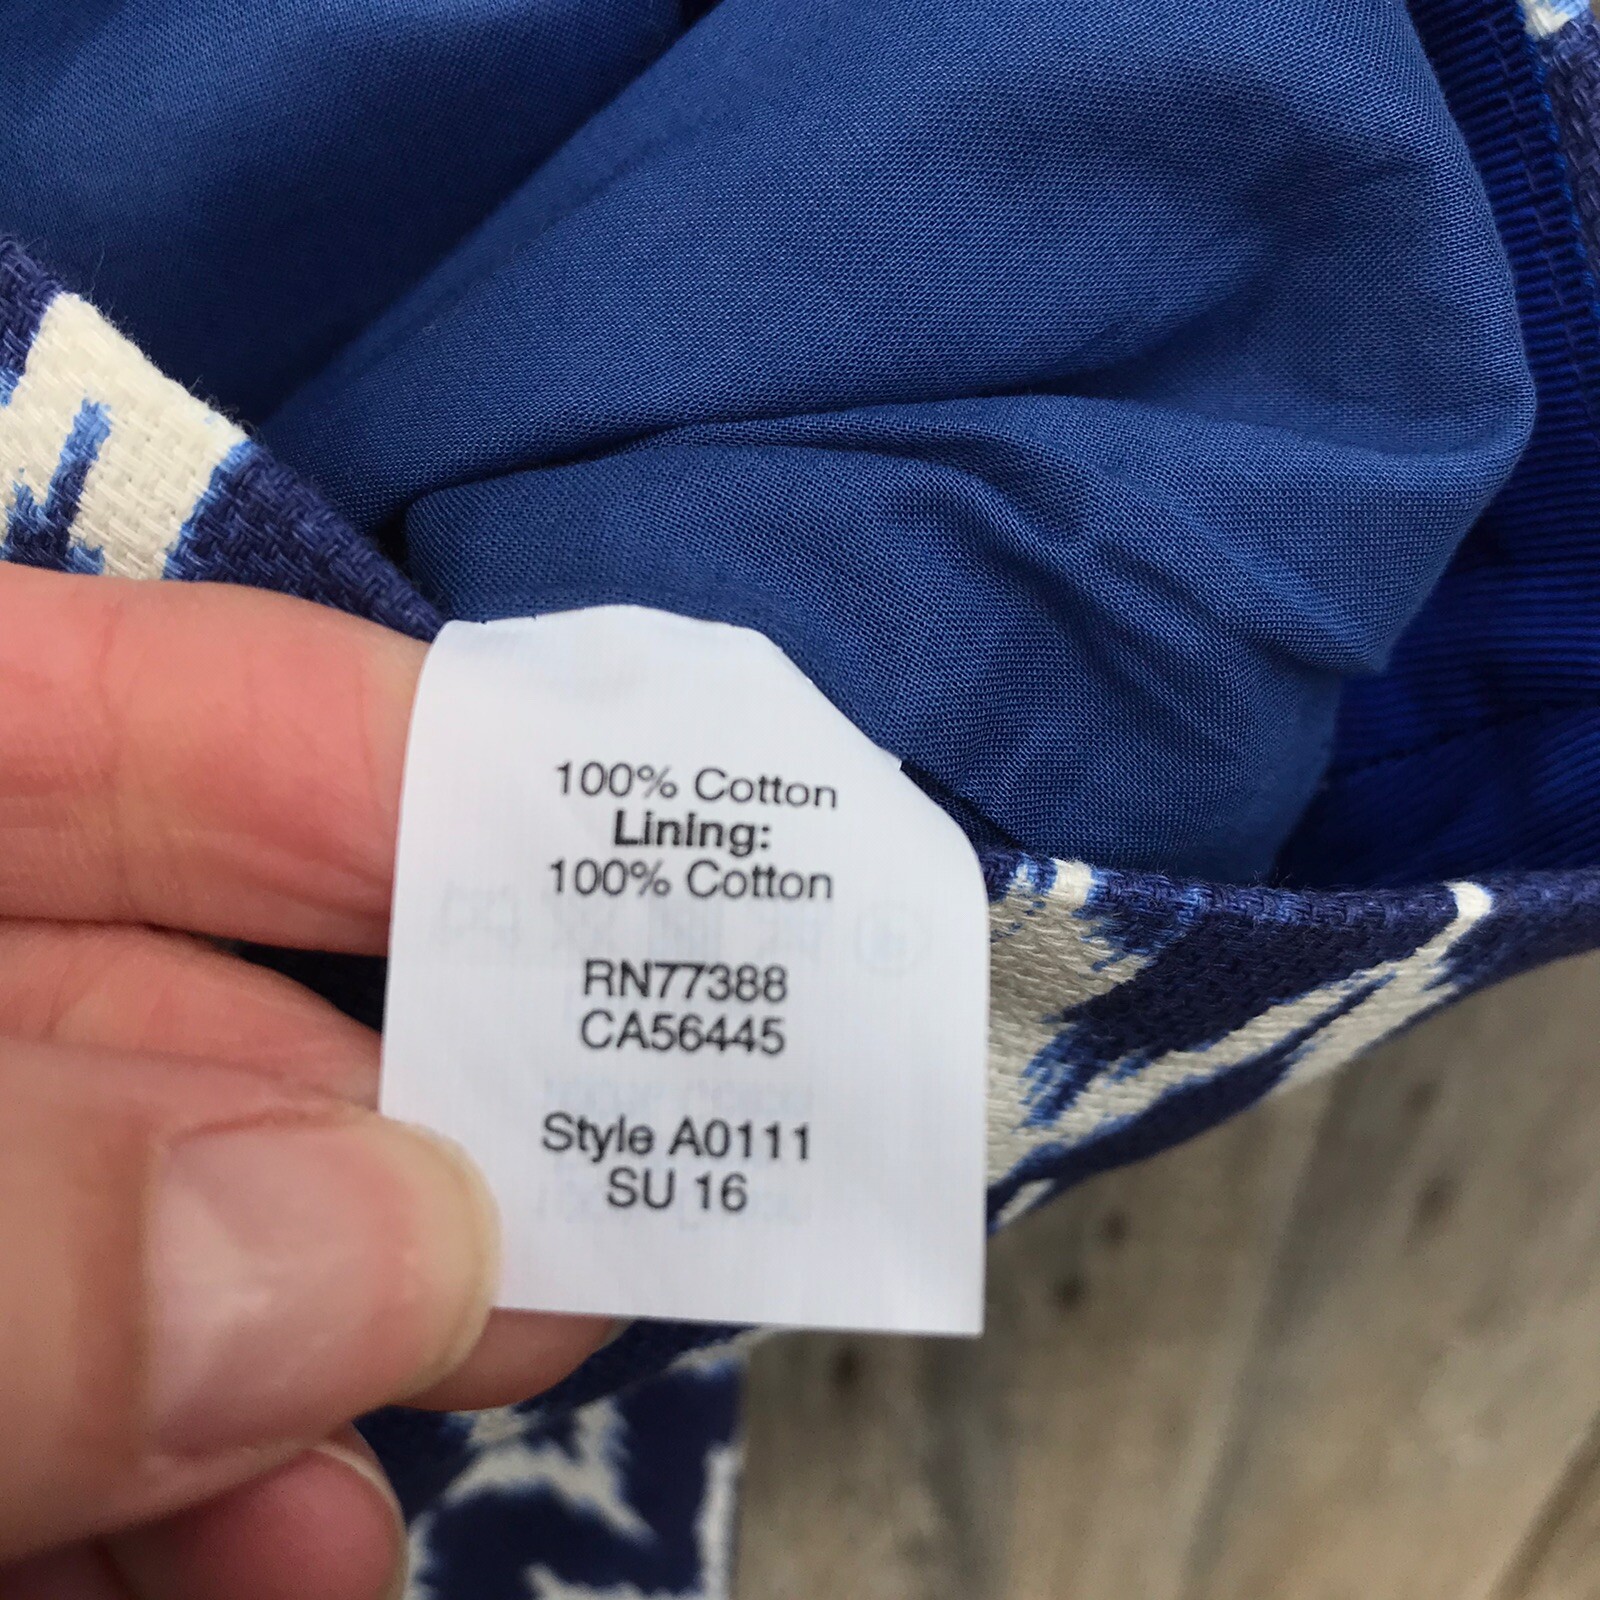 100% Cotton
Lining:
100% Cotton
RN77388
CA56445
Style A0111
SU 16